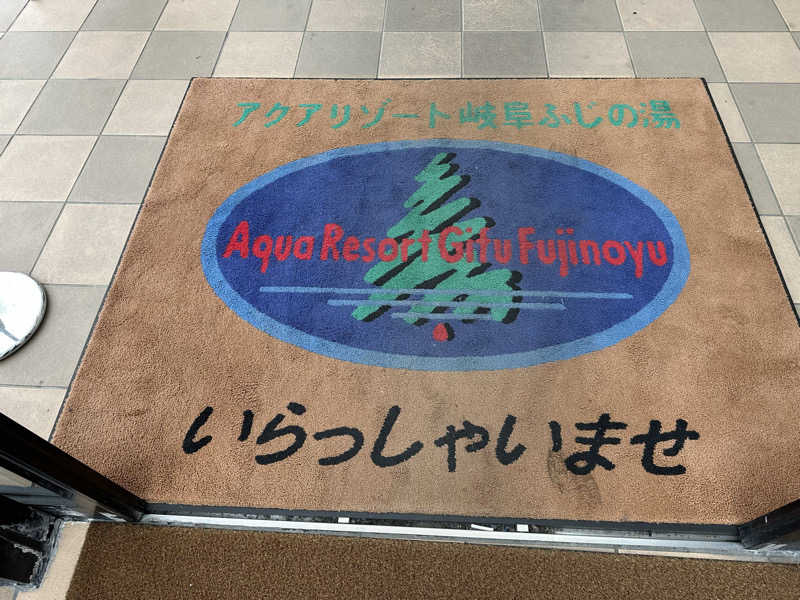 アクアリゾート岐阜ふじの湯
Aqua Resort Gifu Fujinoyu
いらっしゃいませ